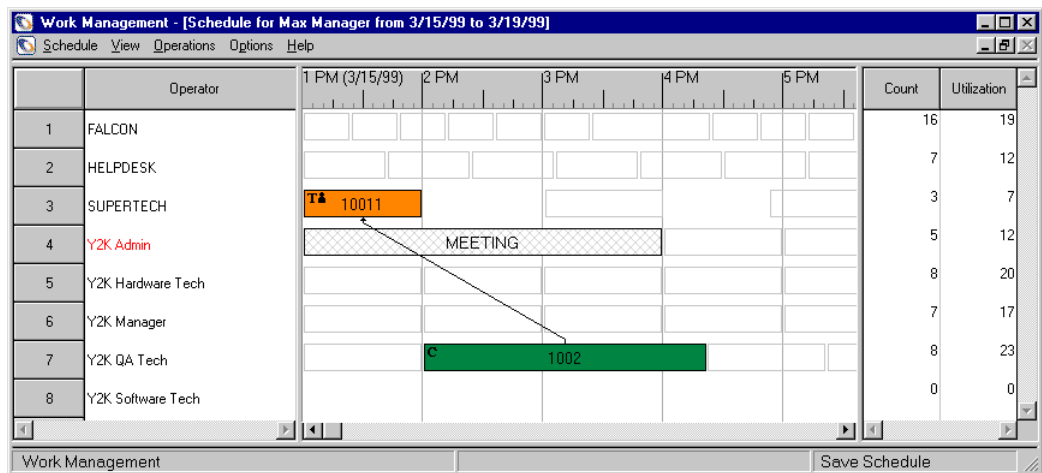 Work Management - [Schedule for Max Manager from 3/15/99 to 3/19/99]
Schedule View Operations Options Help
Operator 1 PM (3/15/99) 2 PM 3 PM 4 PM 5 PM Count Utilization
1 FALCON 16 19
2 HELPDESK 7 12
3 SUPERTECH T 10011 3 7
4 Y2K Admin MEETING 5 12
5 Y2K Hardware Tech 8 20
6 Y2K Manager 7 17
7 Y2K QA Tech C 1002 8 23
8 Y2K Software Tech 0 0
Work Management Save Schedule